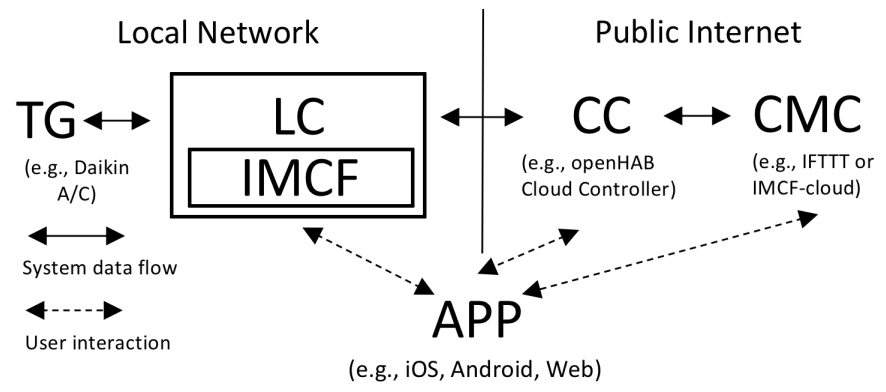 Local Network
Public Internet
TG
LC
CC
CMC
(e.g., Daikin
A/C)
IMCF
(e.g., openHAB
Cloud Controller)
(e.g., IFTTT or
IMCF-cloud)
System data flow
User interaction
APP
(e.g., iOS, Android, Web)